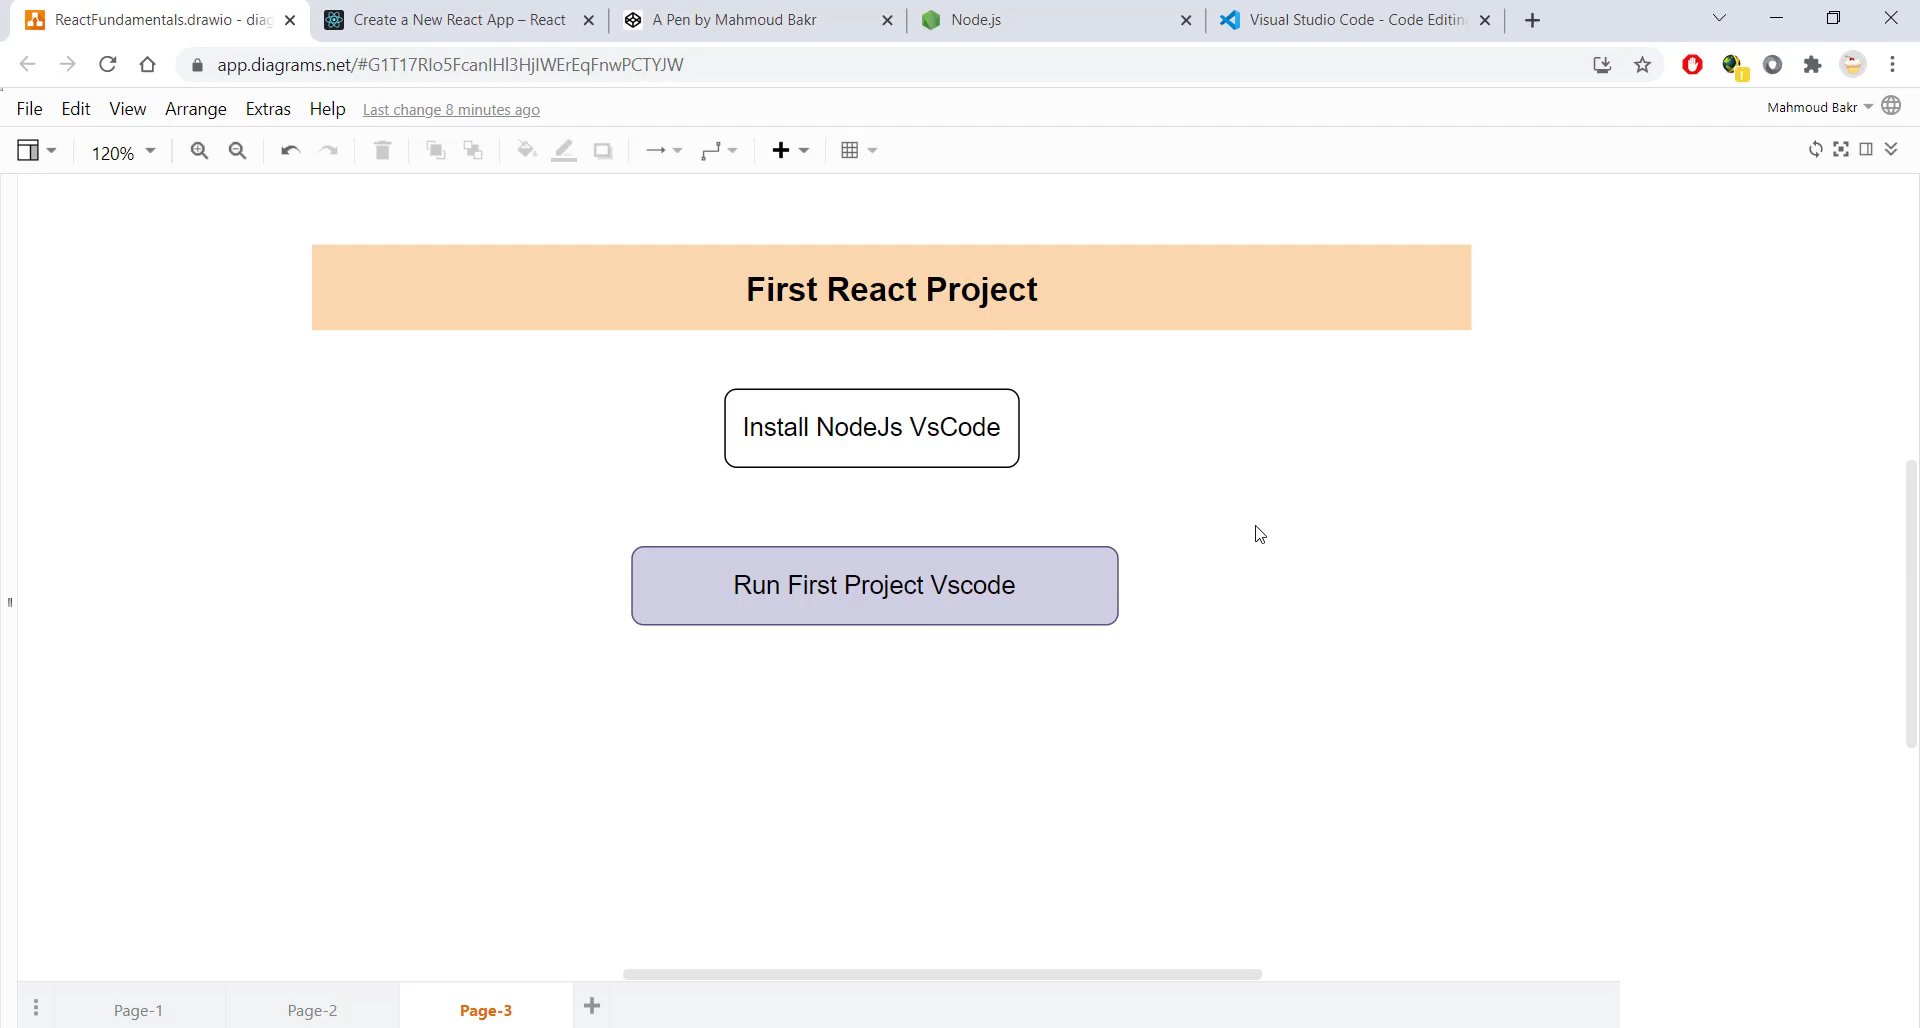 ReactFundamentals.drawio - diag
Create a New React App – React
A Pen by Mahmoud Bakr
Node.js
Visual Studio Code - Code Editin
app.diagrams.net/#G1T17RIo5FcanIHI3HjIWErEqFnwPCTYJW
File Edit View Arrange Extras Help Last change 8 minutes ago
Mahmoud Bakr
120%
First React Project
Install NodeJs VsCode
Run First Project Vscode
Page-1 Page-2 Page-3